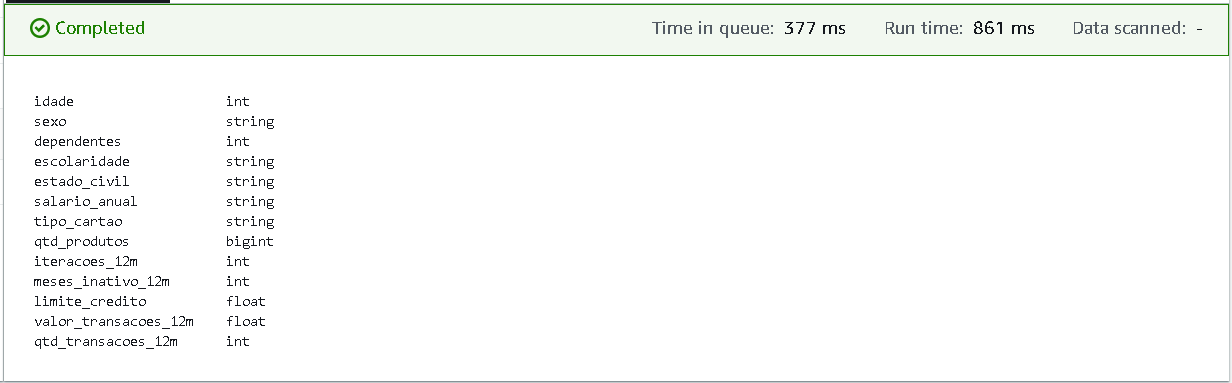 Completed Time in queue: 377 ms Run time: 861 ms Data scanned: -
idade int
sexo string
dependentes int
escolaridade string
estado_civil string
salario_anual string
tipo_cartao string
qtd_produtos bigint
iteracoes_12m int
meses_inativo_12m int
limite_credito float
valor_transacoes_12m float
qtd_transacoes_12m int